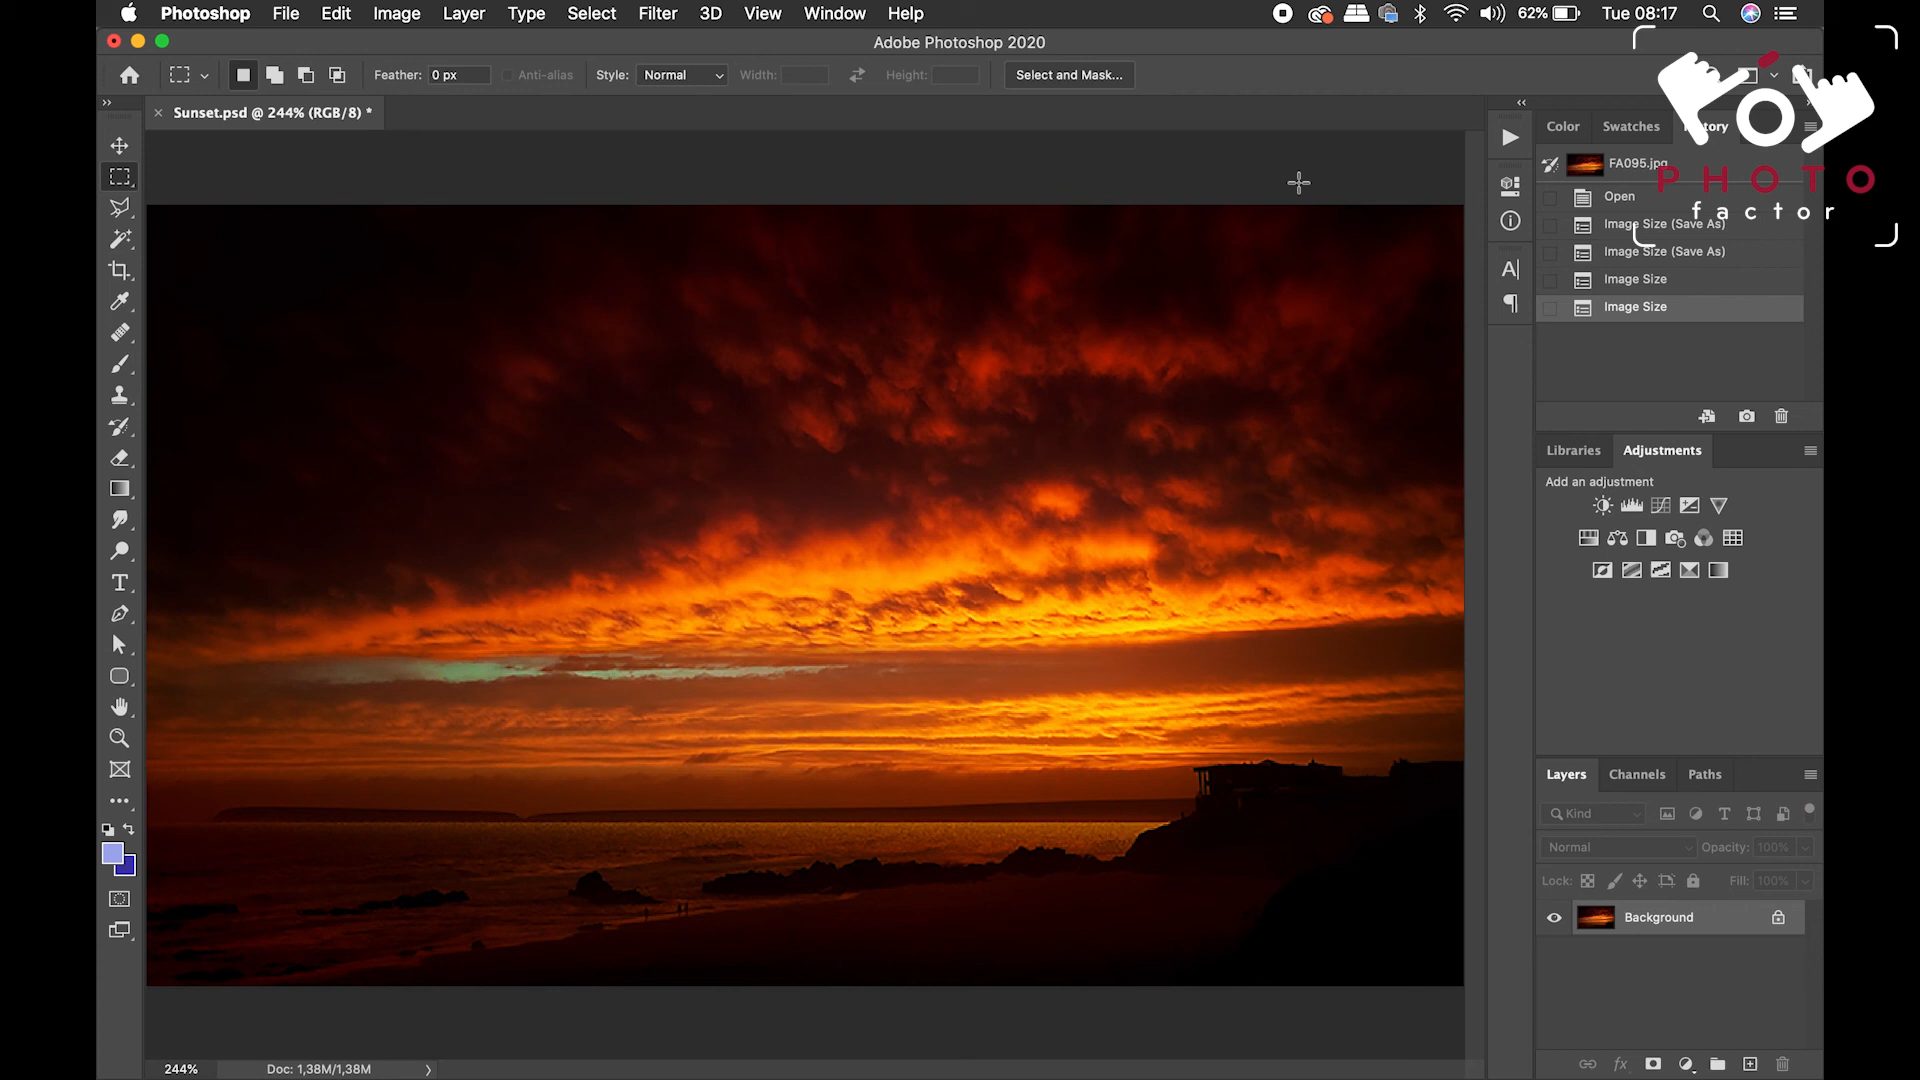 Photoshop File Edit Image Layer Type Select Filter 3D View Window Help 62% Tue 08:17
Adobe Photoshop 2020
Feather: 0 px Anti-alias Style: Normal Width: Height: Select and Mask...
Sunset.psd @ 244% (RGB/8) *
Color Swatches
FA095.jpg
PHOTO
factor
Open
Image Size (Save As)
Image Size (Save As)
Image Size
Image Size
Libraries Adjustments
Add an adjustment
Layers Channels Paths
Kind
Normal Opacity: 100%
Lock: Fill: 100%
Background
244% Doc: 1,38M/1,38M